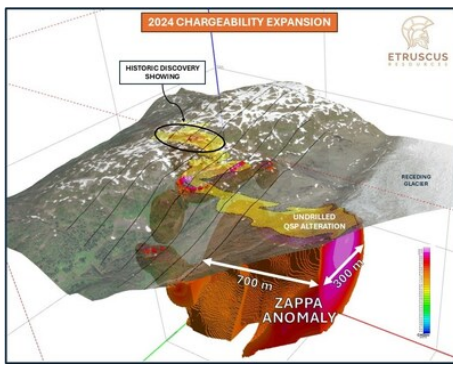 2024 CHARGEABILITY EXPANSION
ETRUSCUS
RESOURCES
HISTORIC DISCOVERY
SHOWING
RECEDING
GLACIER
UNDRILLED
QSP ALTERATION
700 m
300 m
ZAPPA
ANOMALY